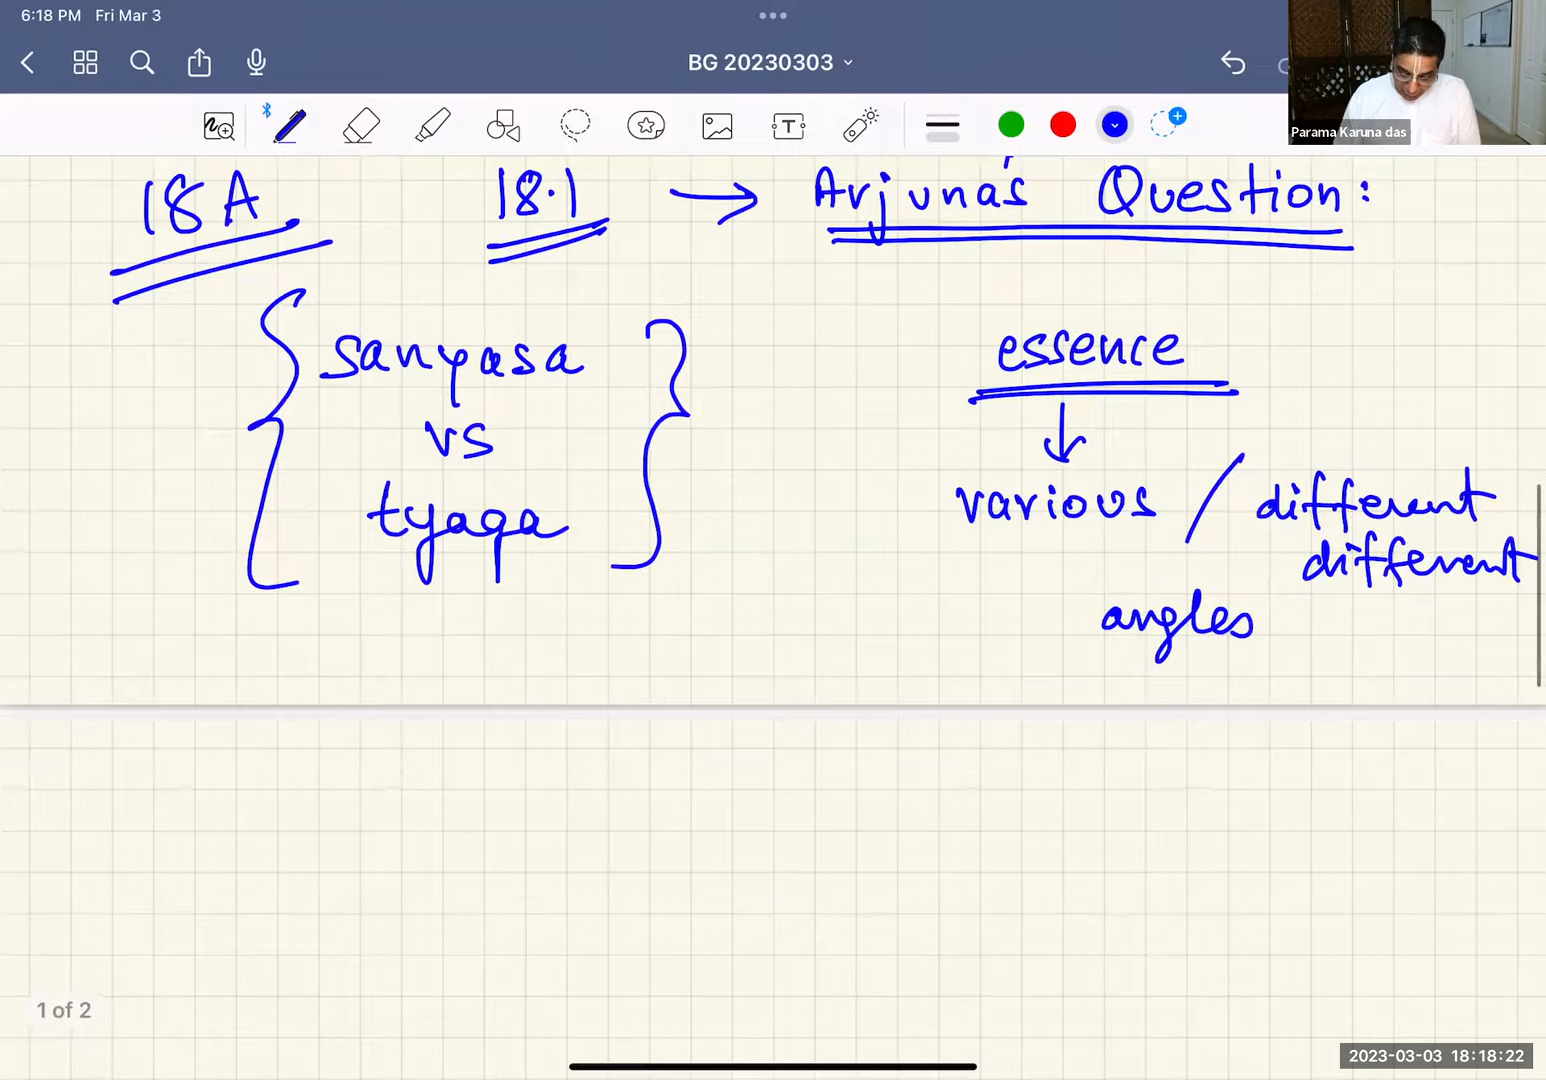 6:18 PM Fri Mar 3
BG 20230303
T
Parama Karuna das
18 A 18.1 → Arjuna's Question:
sanyasa
vs
tyaga
essence
↓
various / different
different
angles
1 of 2
2023-03-03 18:18:22